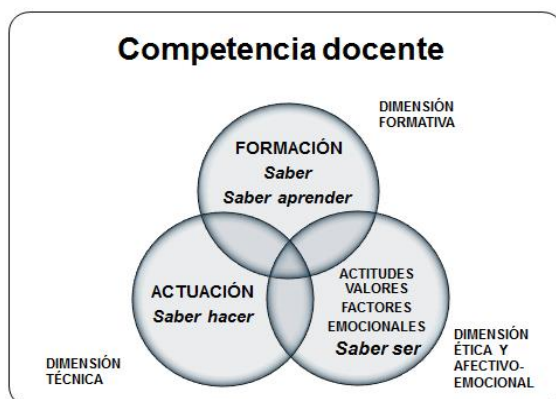 Competencia docente
DIMENSIÓN
FORMATIVA
FORMACIÓN
Saber
Saber aprender
ACTUACIÓN
Saber hacer
ACTITUDES
VALORES
FACTORES
EMOCIONALES
Saber ser
DIMENSIÓN
TÉCNICA
DIMENSIÓN
ÉTICA Y
AFECTIVO-
EMOCIONAL